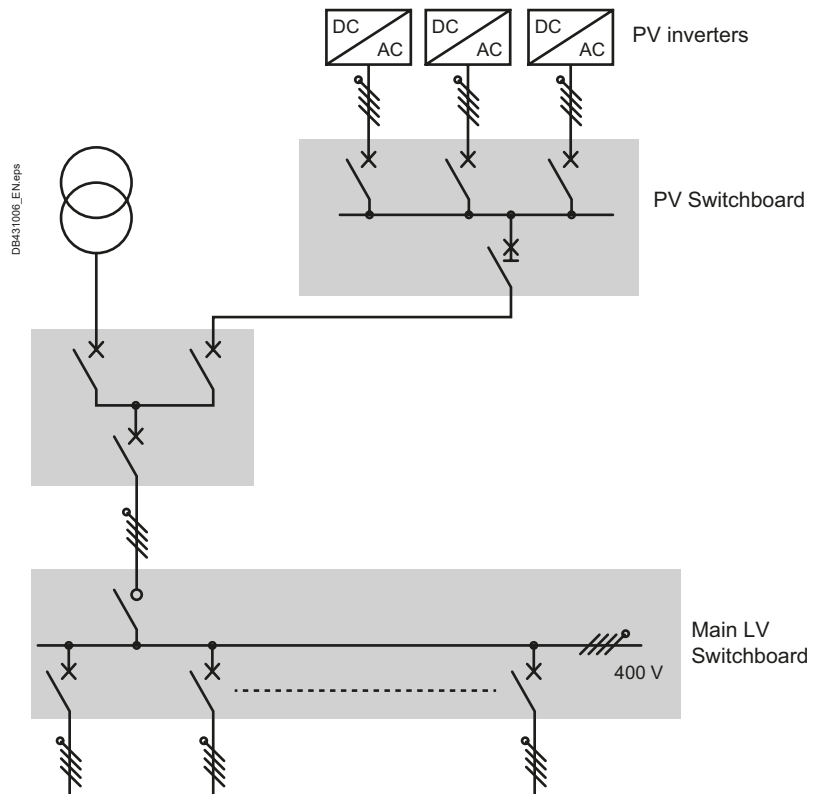 DC
AC
DC
AC
DC
AC
PV inverters
PV Switchboard
DB431006_EN.eps
Main LV
Switchboard
400 V